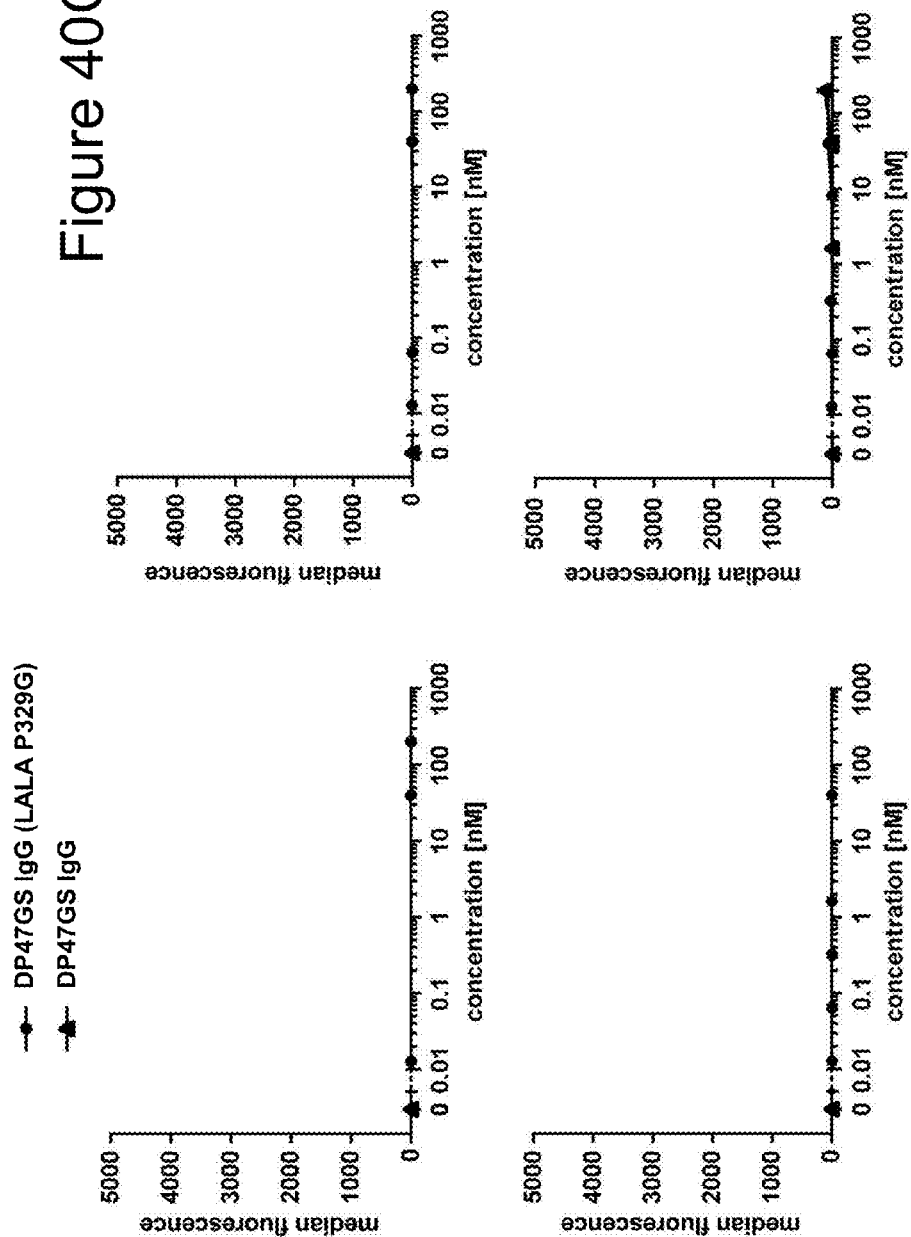 Figure 40C
DP47GS IgG (LALA P329G)
DP47GS IgG
5000
4000
3000
2000
1000
0
median fluorescence
0 0.01 0.1 1 10 100 1000
concentration [nM]
5000
4000
3000
2000
1000
0
median fluorescence
0 0.01 0.1 1 10 100 1000
concentration [nM]
5000
4000
3000
2000
1000
0
median fluorescence
0 0.01 0.1 1 10 100 1000
concentration [nM]
5000
4000
3000
2000
1000
0
median fluorescence
0 0.01 0.1 1 10 100 1000
concentration [nM]